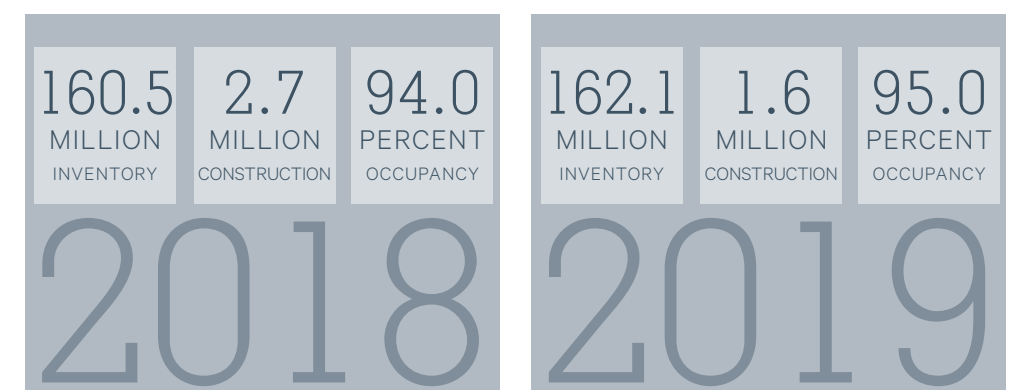 160.5
MILLION
INVENTORY
2.7
MILLION
CONSTRUCTION
94.0
PERCENT
OCCUPANCY
2018
162.1
MILLION
INVENTORY
1.6
MILLION
CONSTRUCTION
95.0
PERCENT
OCCUPANCY
2019